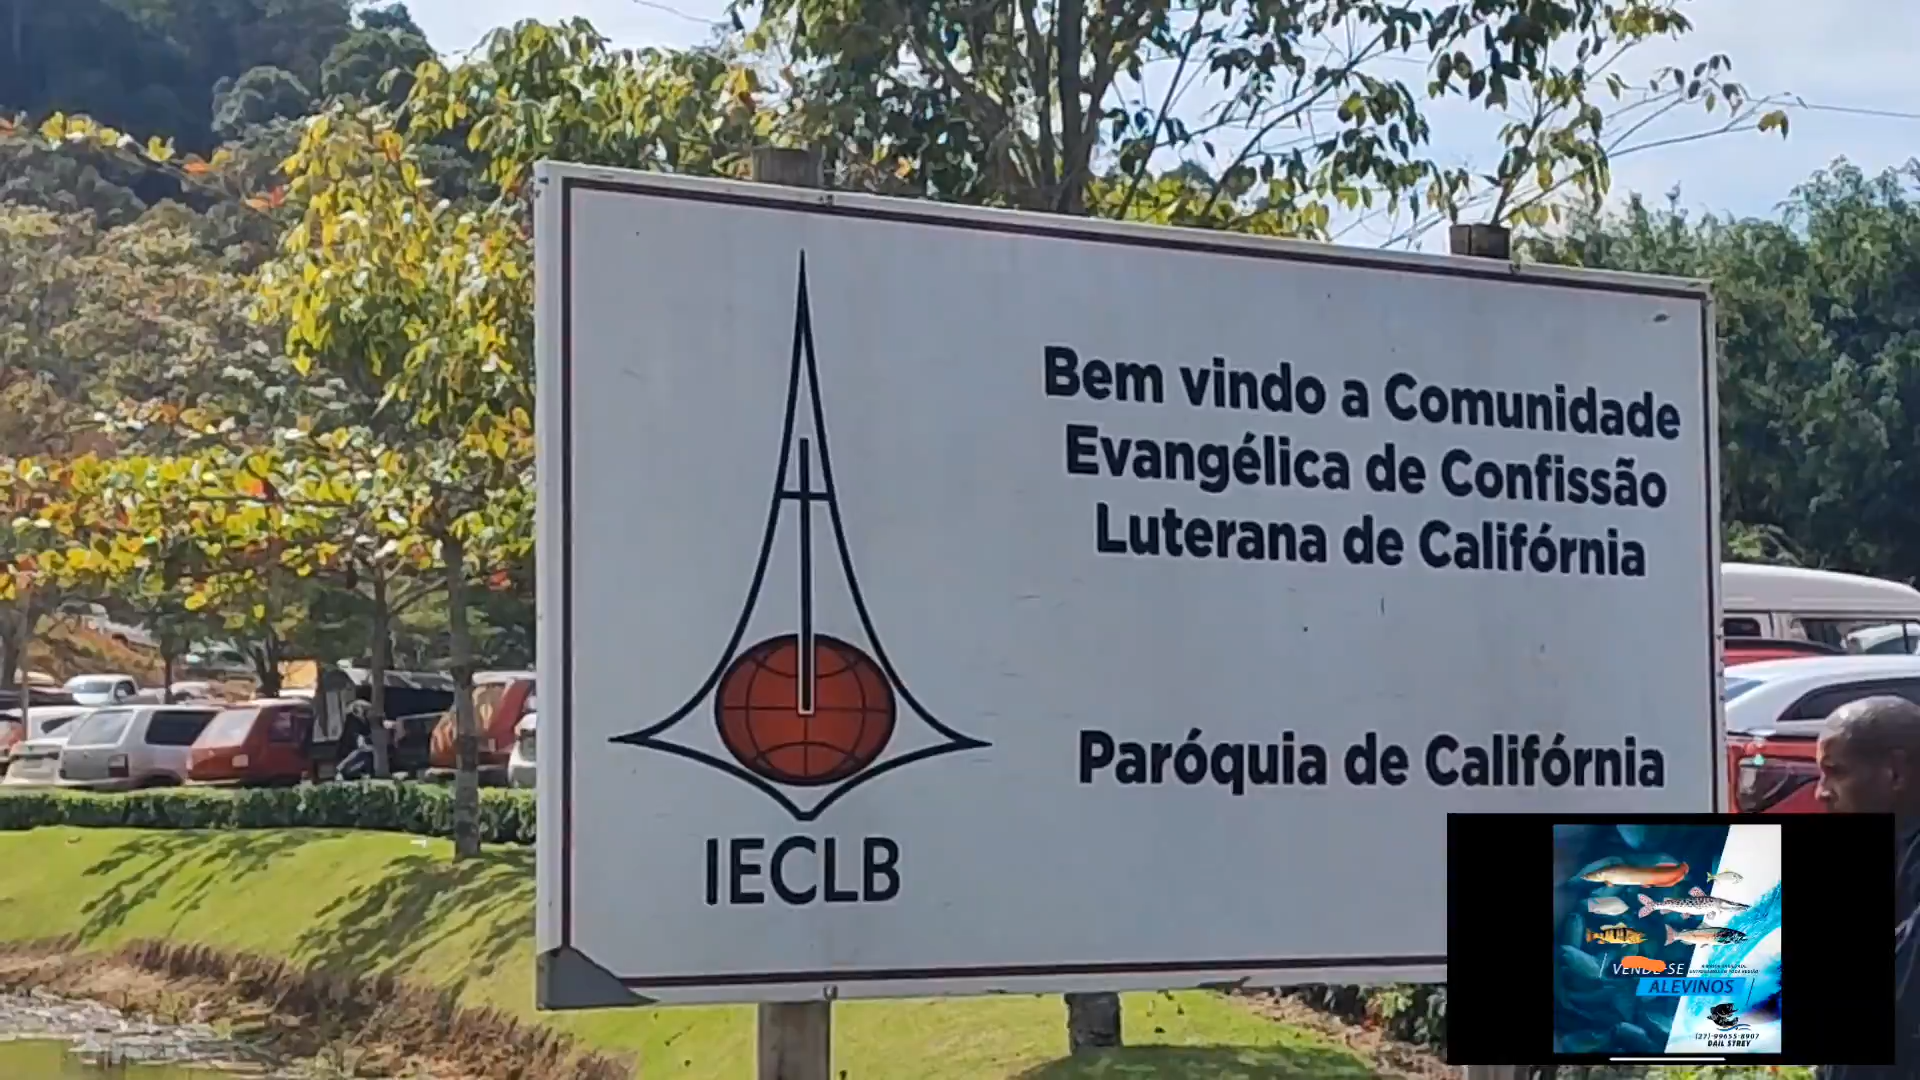 Bem vindo a Comunidade
Evangélica de Confissão
Luterana de Califórnia
Paróquia de Califórnia
IECLB
VENDE-SE
ALEVINOS
(27)-99655-8907
DAIL STREY